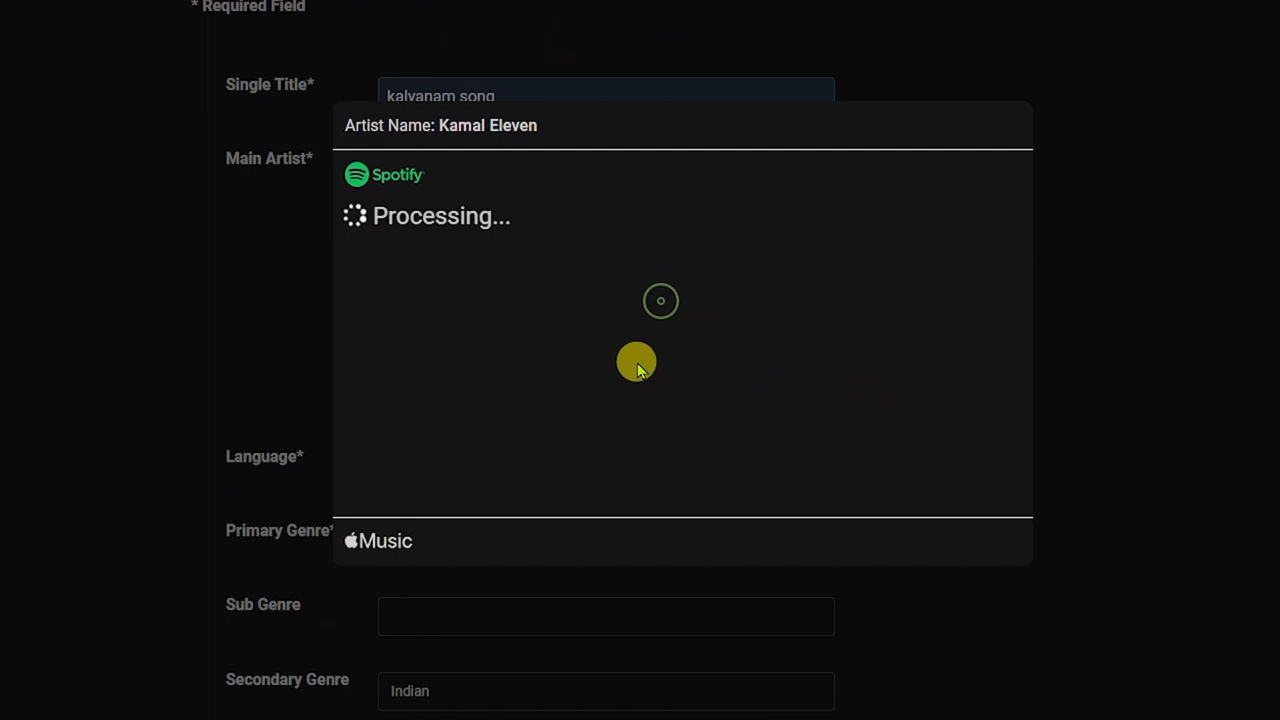 * Required Field
Single Title*
kalyanam song
Artist Name: Kamal Eleven
Main Artist*
Spotify
Processing...
Language*
Primary Genre*
Music
Sub Genre
Secondary Genre
Indian